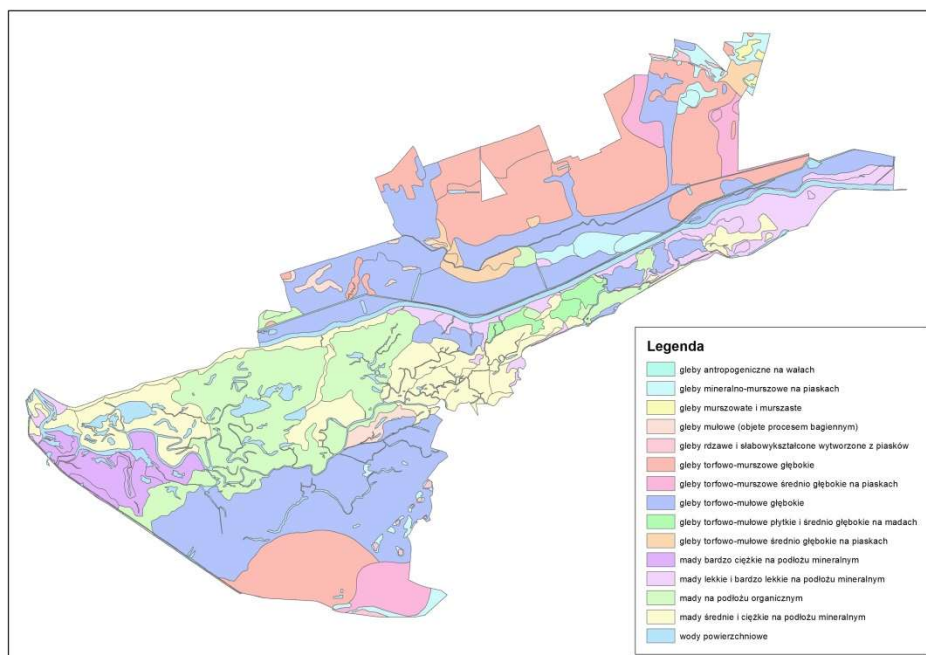 Legenda
gleby antropogeniczne na wałach
gleby mineralno-murszowe na piaskach
gleby murszowate i murszaste
gleby mułowe (objete procesem bagiennym)
gleby rdzawe i słabowykształcone wytworzone z piasków
gleby torfowo-murszowe głębokie
gleby torfowo-murszowe średnio głębokie na piaskach
gleby torfowo-mułowe głębokie
gleby torfowo-mułowe płytkie i średnio głębokie na madach
gleby torfowo-mułowe średnio głębokie na piaskach
mady bardzo ciężkie na podłożu mineralnym
mady lekkie i bardzo lekkie na podłożu mineralnym
mady na podłożu organicznym
mady średnie i ciężkie na podłożu mineralnym
wody powierzchniowe